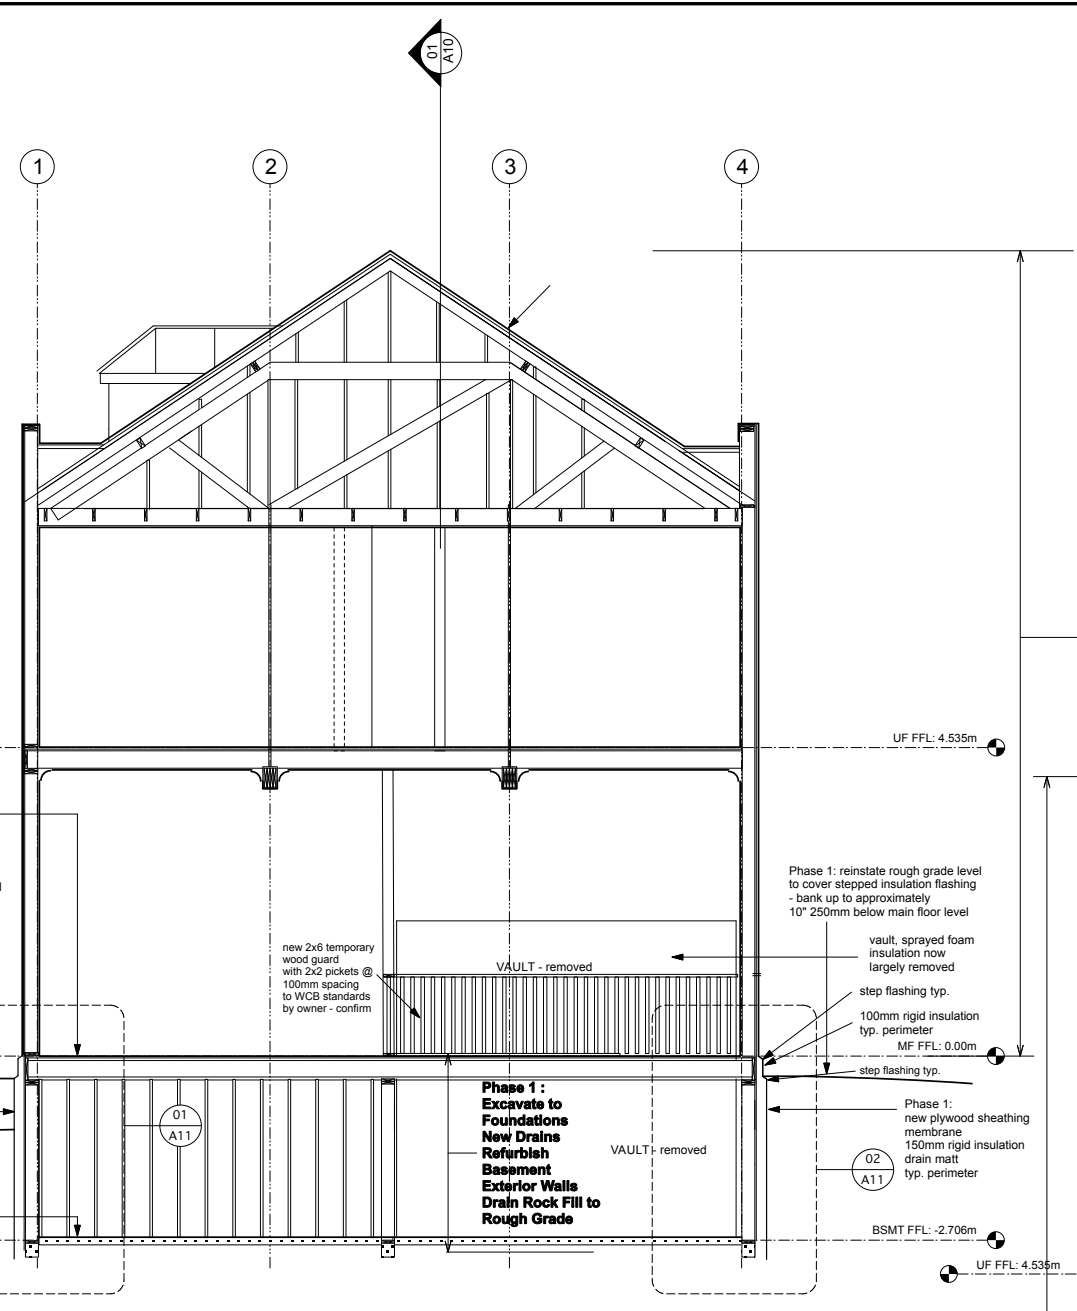 01
A10
1
2
3
4
UF FFL: 4.535m
Phase 1: reinstate rough grade level
to cover stepped insulation flashing
- bank up to approximately
10" 250mm below main floor level
vault, sprayed foam
insulation now
largely removed
new 2x6 temporary
wood guard
with 2x2 pickets @
100mm spacing
to WCB standards
by owner - confirm
VAULT - removed
step flashing typ.
100mm rigid insulation
typ. perimeter
MF FFL: 0.00m
step flashing typ.
Phase 1 :
Excavate to
Foundations
New Drains
Refurbish
Basement
Exterior Walls
Drain Rock Fill to
Rough Grade
VAULT - removed
01
A11
Phase 1:
new plywood sheathing
membrane
150mm rigid insulation
drain matt
typ. perimeter
02
A11
BSMT FFL: -2.706m
UF FFL: 4.535m